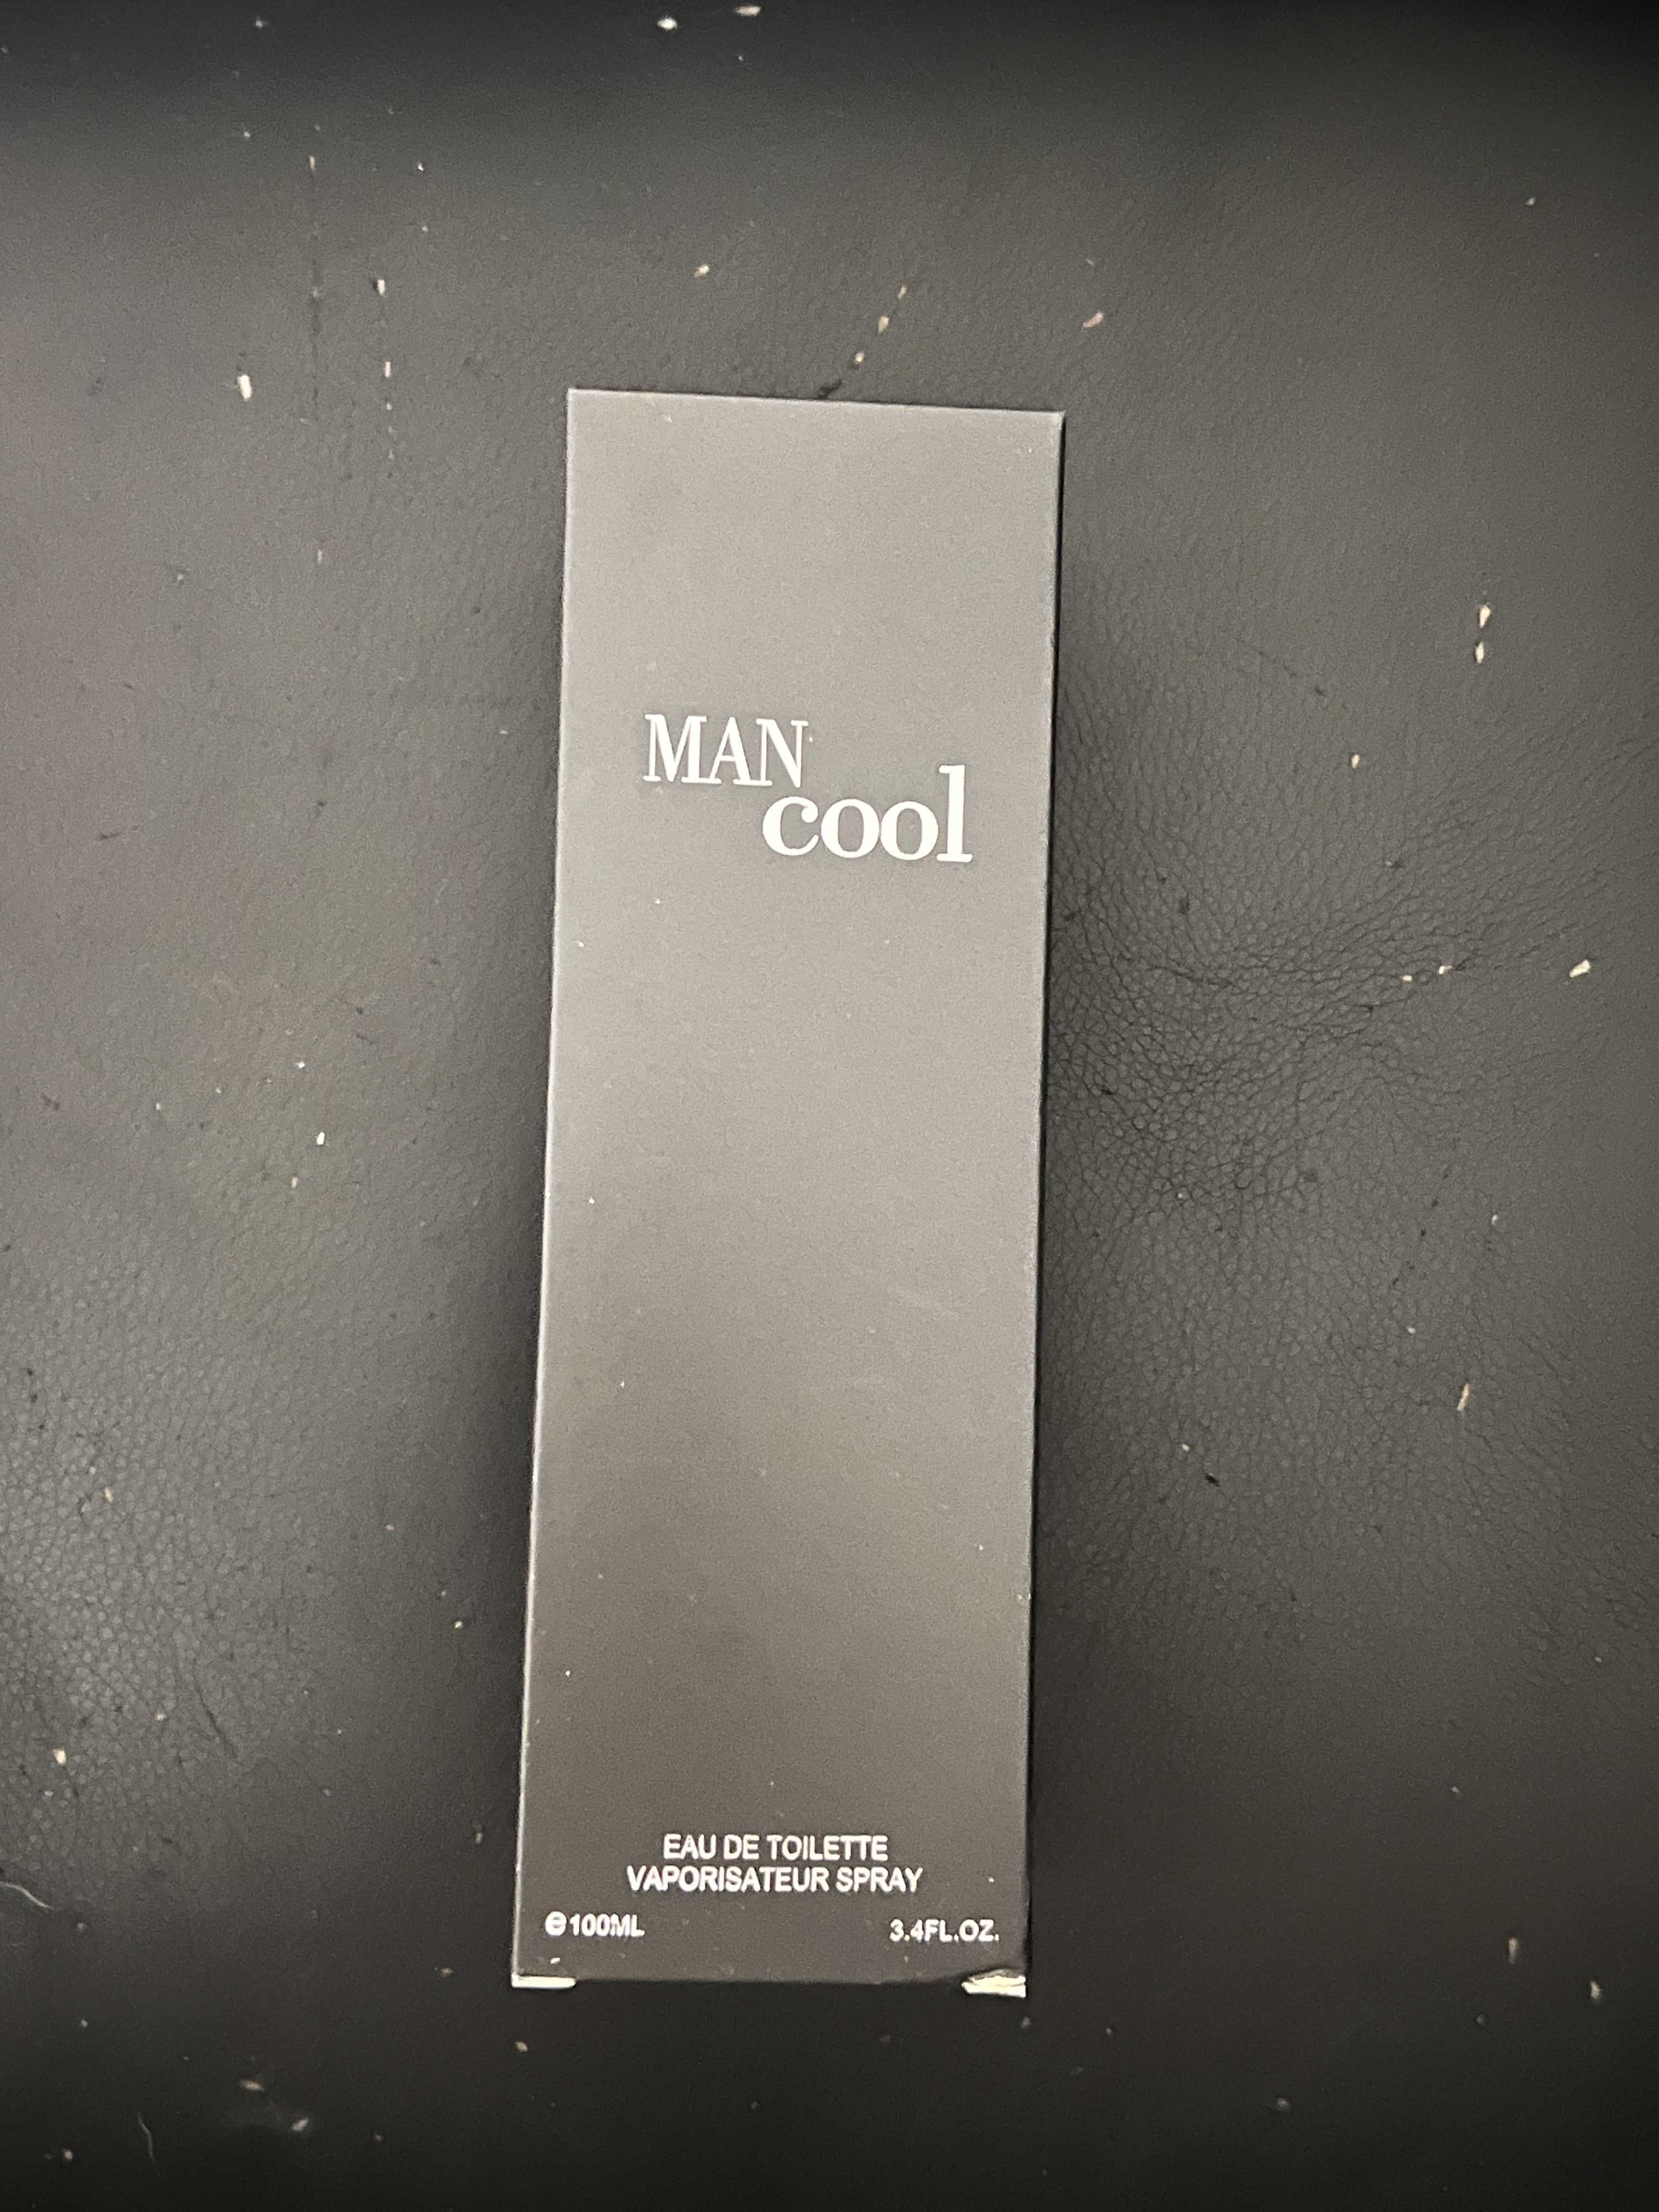 MAN
cool
EAU DE TOILETTE
VAPORISATEUR SPRAY
℮100ML 3.4FL.OZ.